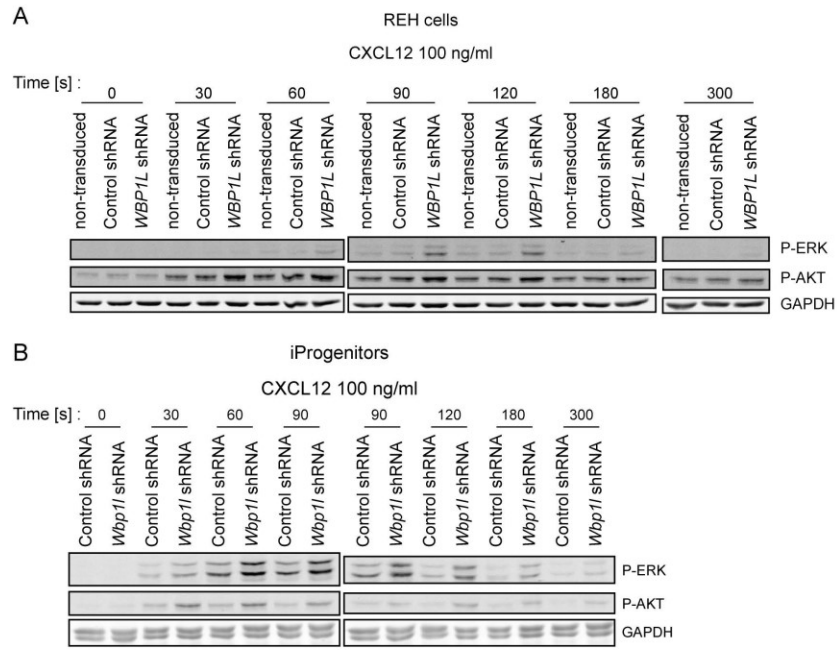 A
REH cells
CXCL12 100 ng/ml
Time [s] : 0 30 60 90 120 180 300
non-transduced Control shRNA WBP1L shRNA non-transduced Control shRNA WBP1L shRNA non-transduced Control shRNA WBP1L shRNA non-transduced Control shRNA WBP1L shRNA non-transduced Control shRNA WBP1L shRNA non-transduced Control shRNA WBP1L shRNA non-transduced Control shRNA WBP1L shRNA
P-ERK
P-AKT
GAPDH
B
iProgenitors
CXCL12 100 ng/ml
Time [s] : 0 30 60 90 90 120 180 300
Control shRNA Wbp1l shRNA Control shRNA Wbp1l shRNA Control shRNA Wbp1l shRNA Control shRNA Wbp1l shRNA Control shRNA Wbp1l shRNA Control shRNA Wbp1l shRNA Control shRNA Wbp1l shRNA Control shRNA Wbp1l shRNA
P-ERK
P-AKT
GAPDH